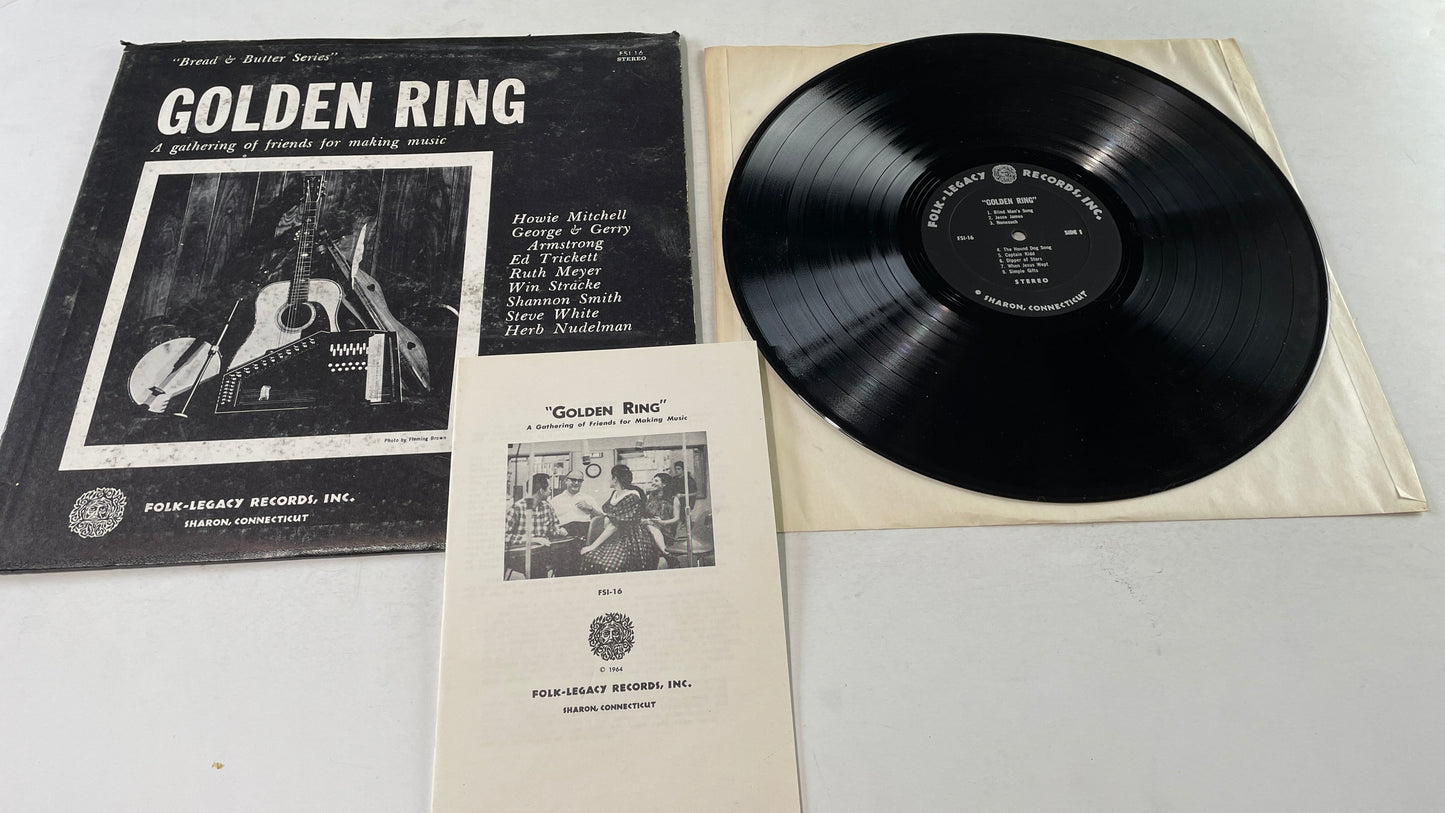 "Bread & Butter Series"
FSI-16
STEREO
GOLDEN RING
A gathering of friends for making music
Howie Mitchell
George & Gerry
Armstrong
Ed Trickett
Ruth Meyer
Win Stracke
Shannon Smith
Steve White
Herb Nudelman
Photo by Fleming Brown
FOLK-LEGACY RECORDS, INC.
SHARON, CONNECTICUT
"GOLDEN RING"
A Gathering of Friends for Making Music
FSI-16
© 1964
FOLK-LEGACY RECORDS, INC.
SHARON, CONNECTICUT
FOLK-LEGACY RECORDS, INC.
"GOLDEN RING"
1. Blind Man's Song
2. Jesse James
3. Nonesuch
FSI-16
SIDE 1
4. The Hound Dog Song
5. Captain Kidd
6. Dipper of Stars
7. When Jesus Wept
8. Simple Gifts
STEREO
© SHARON, CONNECTICUT